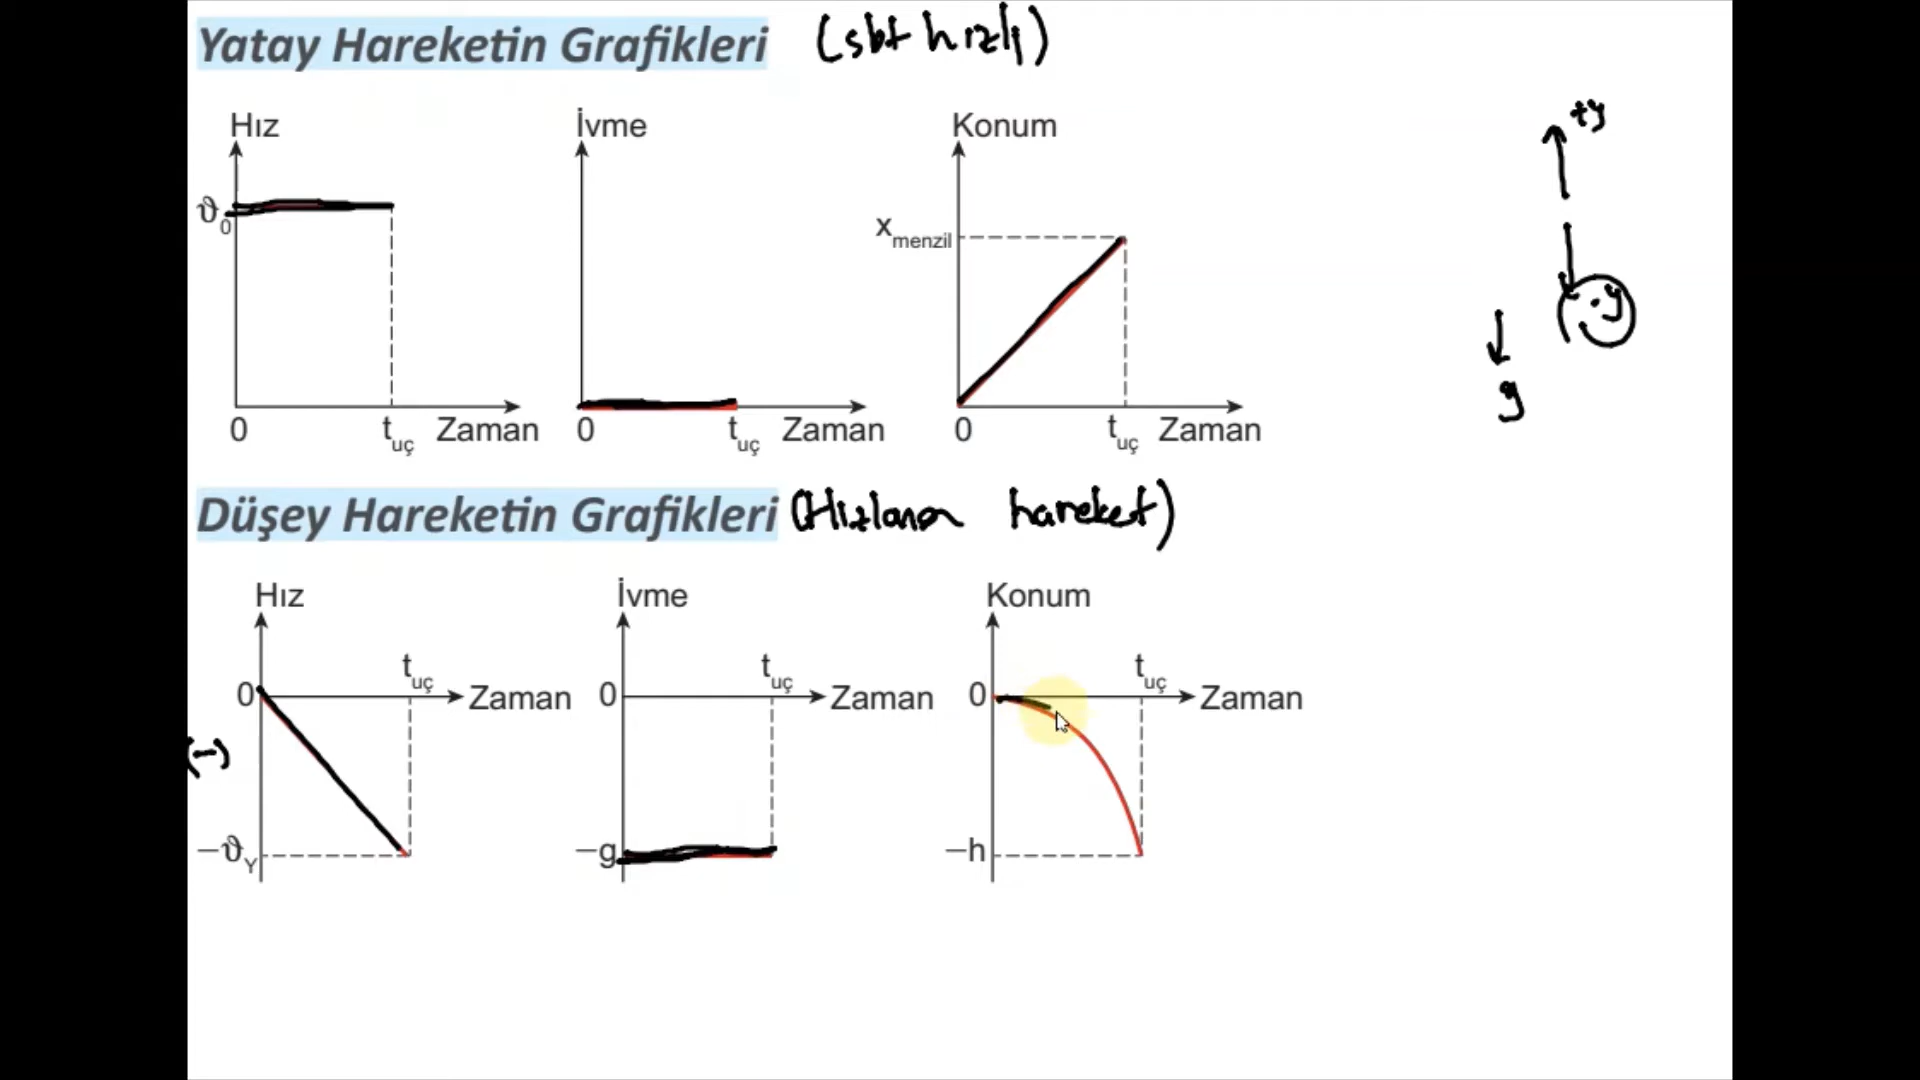 Yatay Hareketin Grafikleri (sbt hızlı)
+y
Hız İvme Konum
ϑ0
xmenzil
-y
g
0 tuç Zaman 0 tuç Zaman 0 tuç Zaman
Düşey Hareketin Grafikleri (Hızlanan hareket)
Hız İvme Konum
tuç tuç tuç
0 Zaman 0 Zaman 0 Zaman
(-)
−ϑY −g −h